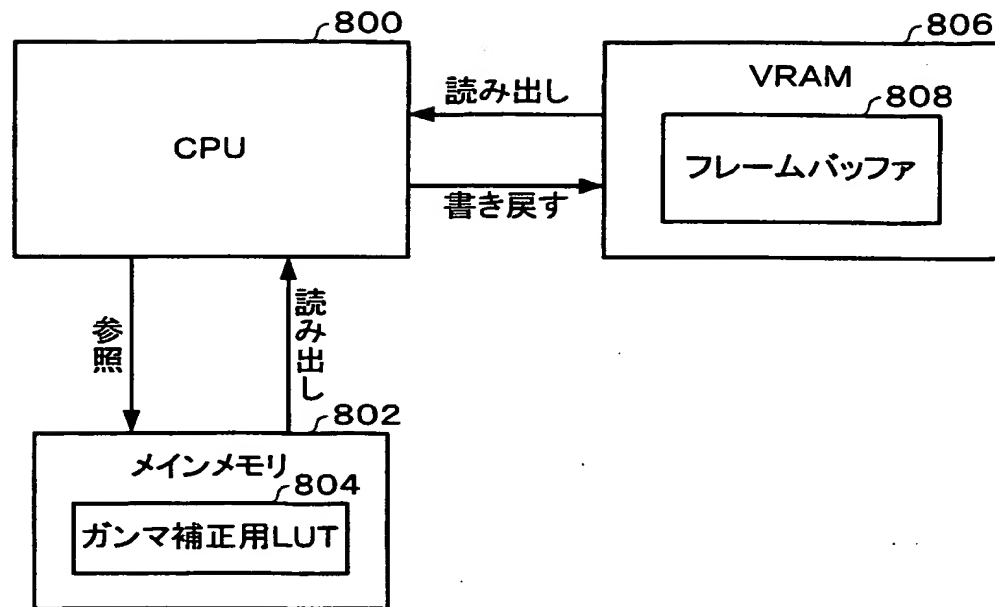 800
CPU
806
VRAM
808
フレームバッファ
読み出し
書き戻す
参照
読み出し
802
メインメモリ
804
ガンマ補正用LUT